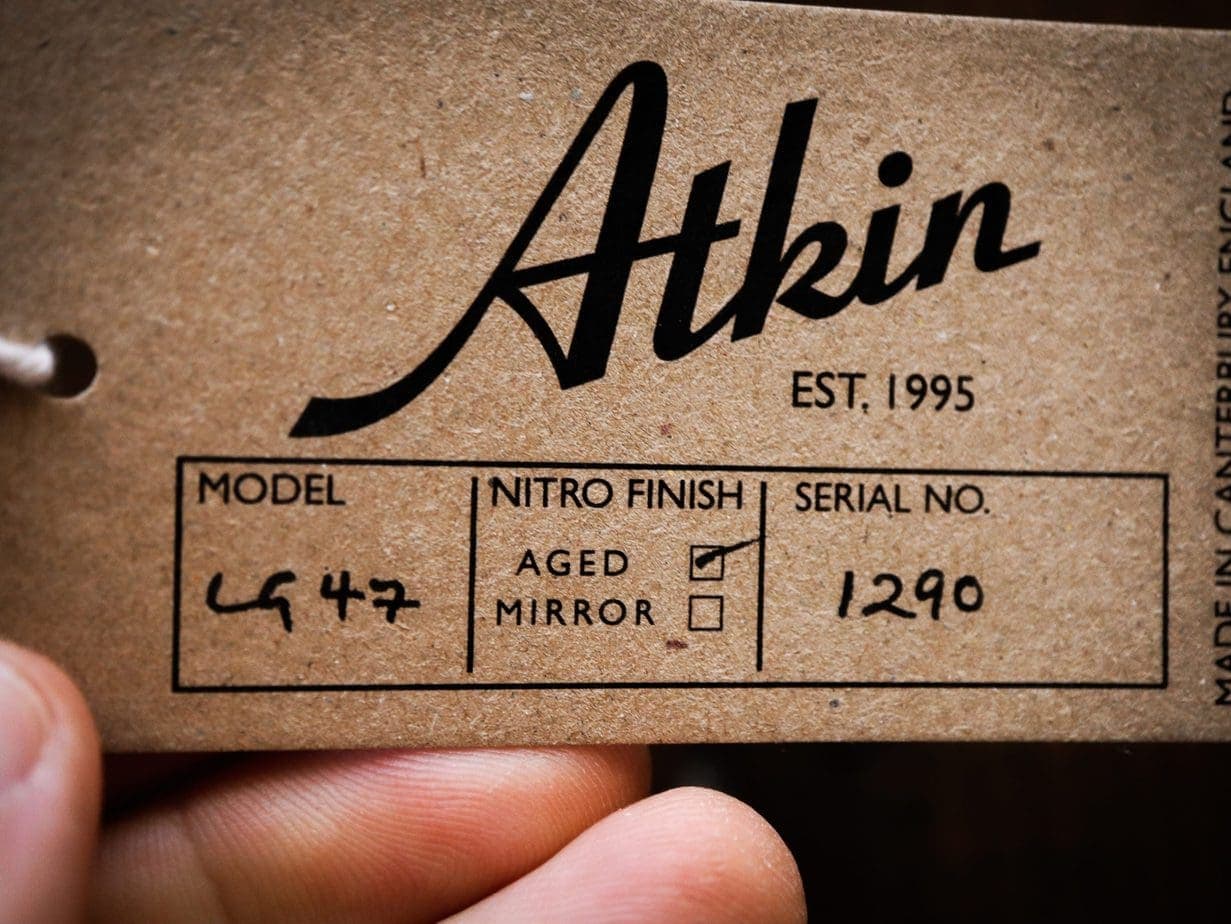 Atkin
EST. 1995
MODEL
LG 47
NITRO FINISH
AGED
MIRROR
SERIAL NO.
1290
MADE IN CANTERBURY, ENGLAND